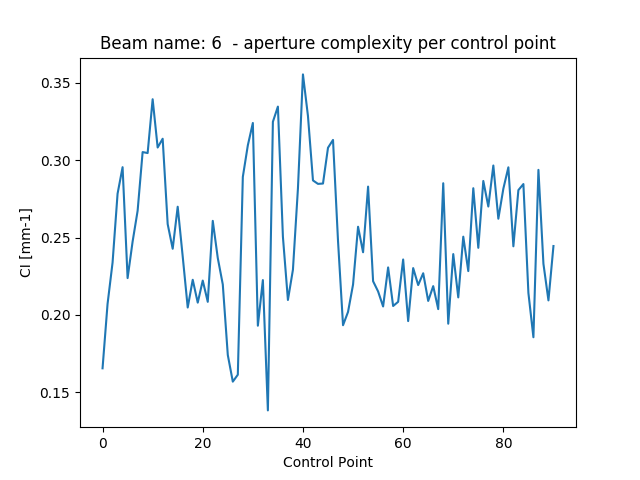 Beam name: 6  - aperture complexity per control point
CI [mm-1]
0.35
0.30
0.25
0.20
0.15
0 20 40 60 80
Control Point